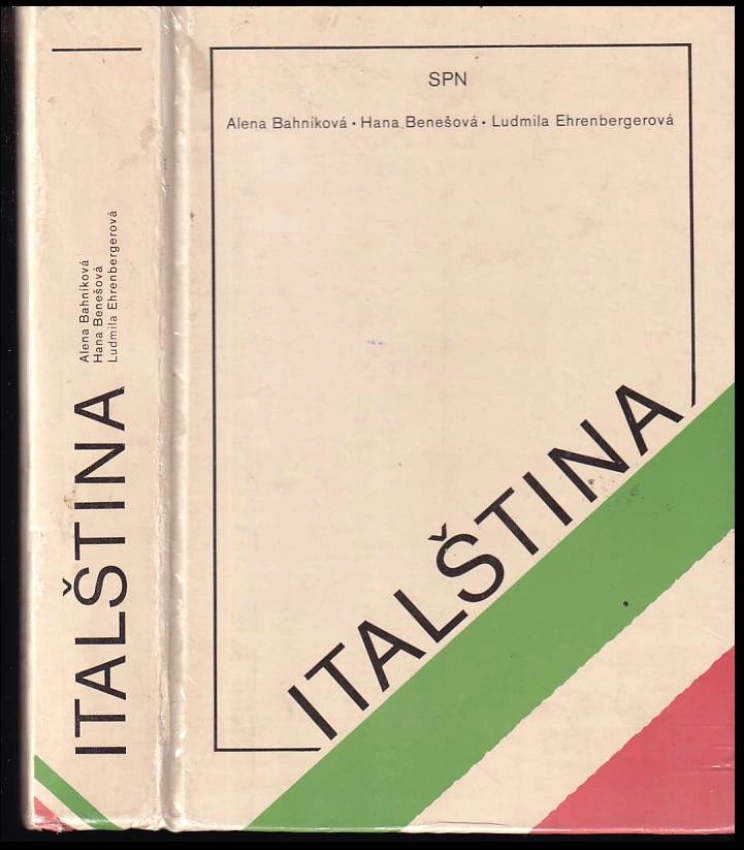 SPN
Alena Bahníková · Hana Benešová · Ludmila Ehrenbergerová
ITALŠTINA
Alena Bahníková
Hana Benešová
Ludmila Ehrenbergerová
ITALŠTINA